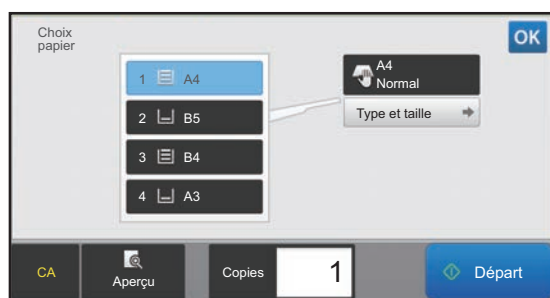 Choix
papier
OK
1 A4
2 B5
3 B4
4 A3
A4
Normal
Type et taille
CA
Aperçu
Copies
1
Départ